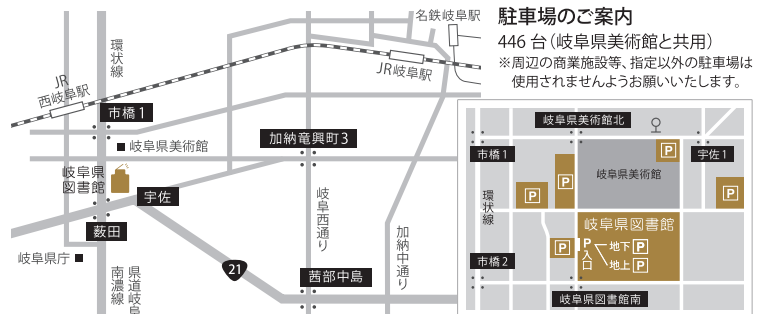 駐車場のご案内
446 台（岐阜県美術館と共用）
※周辺の商業施設等、指定以外の駐車場は
使用されませんようお願いいたします。
名鉄岐阜駅
JR岐阜駅
環状線
JR
西岐阜駅
市橋 1
岐阜県美術館
加納竜興町 3
岐阜県
図書館
宇佐
薮田
岐阜県庁
県道岐阜
南濃線
21
岐阜西通り
加納中通り
茜部中島
岐阜県美術館北
市橋 1
P
宇佐 1
岐阜県美術館
P
P
P
環状線
岐阜県図書館
P
P
入口
地下 P
地上 P
市橋 2
岐阜県図書館南